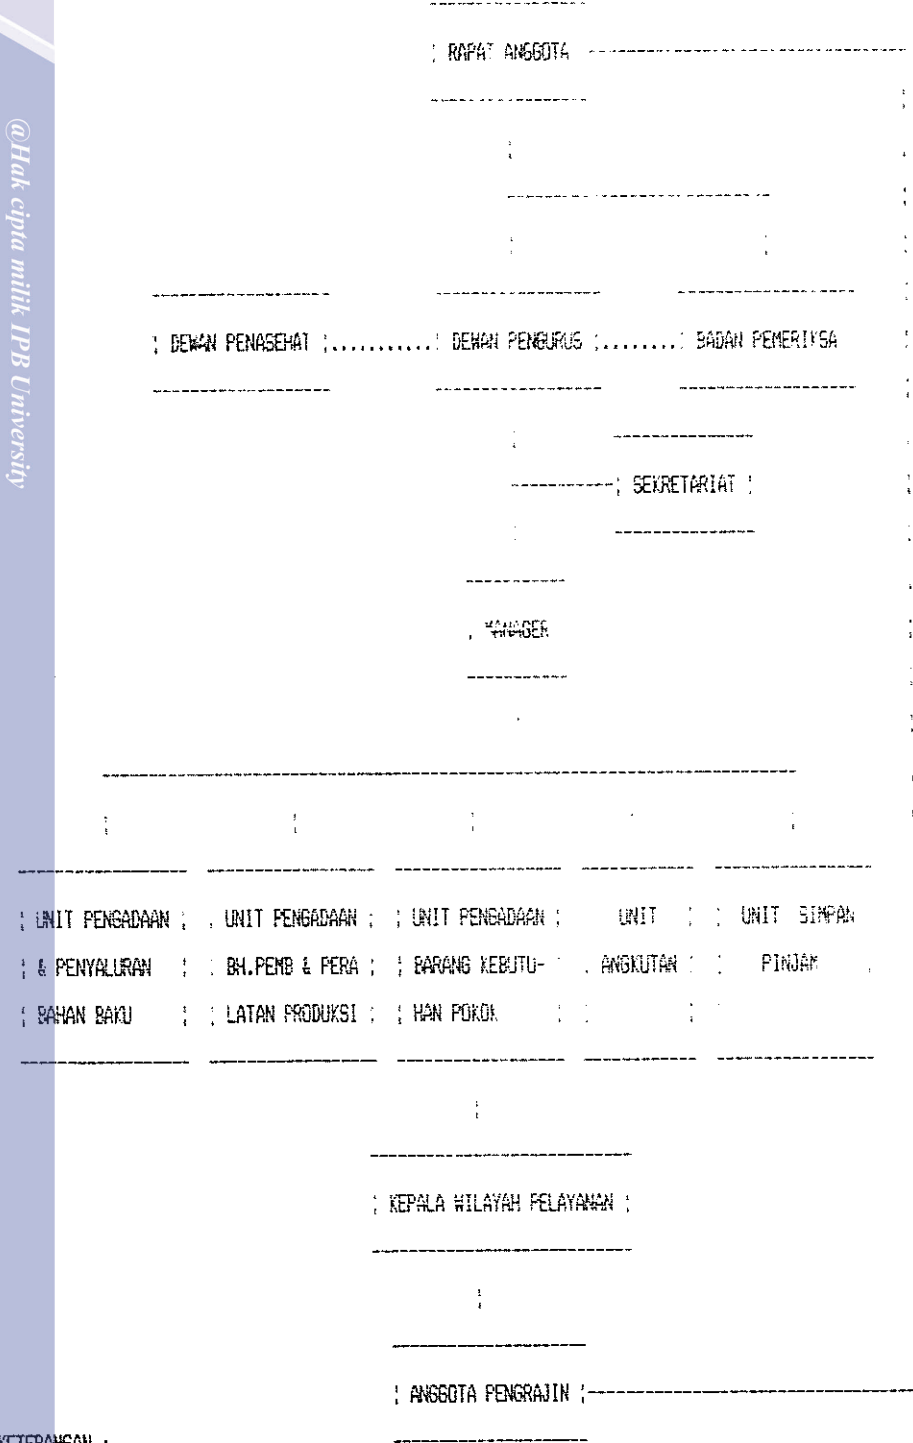 RAPAT ANGGOTA
DEWAN PENASEHAT DEWAN PENGURUS BADAN PEMERIKSA
SEKRETARIAT
MANAGER
UNIT PENGADAAN UNIT PENGADAAN UNIT PENGADAAN UNIT UNIT SIMPAN
& PENYALURAN BH.PEMB & PERA BARANG KEBUTU- ANGKUTAN PINJAM
BAHAN BAKU LATAN PRODUKSI HAN POKOK
KEPALA WILAYAH PELAYANAN
ANGGOTA PENGRAJIN
KETERANGAN :
@Hak cipta milik IPB University